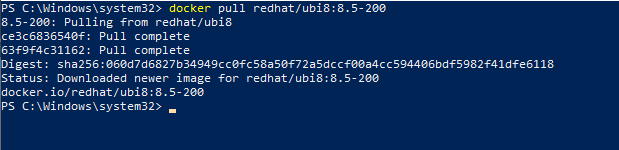 PS C:\Windows\system32> docker pull redhat/ubi8:8.5-200
8.5-200: Pulling from redhat/ubi8
ce3c6836540f: Pull complete
63f9f4c31162: Pull complete
Digest: sha256:060d7d6827b34949cc0fc58a50f72a5dccf00a4cc594406bdf5982f41dfe6118
Status: Downloaded newer image for redhat/ubi8:8.5-200
docker.io/redhat/ubi8:8.5-200
PS C:\Windows\system32>